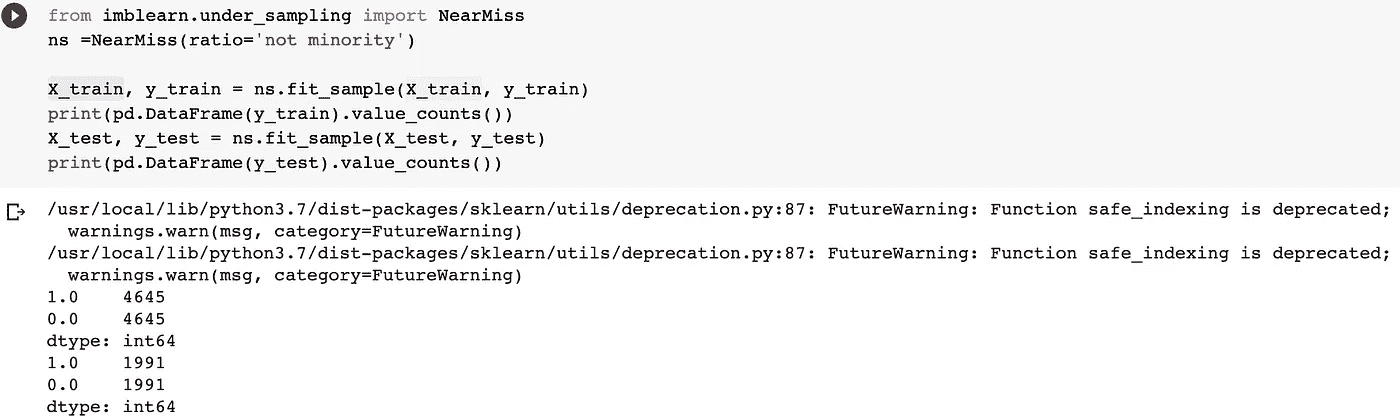 from imblearn.under_sampling import NearMiss
ns =NearMiss(ratio='not minority')
X_train, y_train = ns.fit_sample(X_train, y_train)
print(pd.DataFrame(y_train).value_counts())
X_test, y_test = ns.fit_sample(X_test, y_test)
print(pd.DataFrame(y_test).value_counts())
/usr/local/lib/python3.7/dist-packages/sklearn/utils/deprecation.py:87: FutureWarning: Function safe_indexing is deprecated;
  warnings.warn(msg, category=FutureWarning)
/usr/local/lib/python3.7/dist-packages/sklearn/utils/deprecation.py:87: FutureWarning: Function safe_indexing is deprecated;
  warnings.warn(msg, category=FutureWarning)
1.0    4645
0.0    4645
dtype: int64
1.0    1991
0.0    1991
dtype: int64